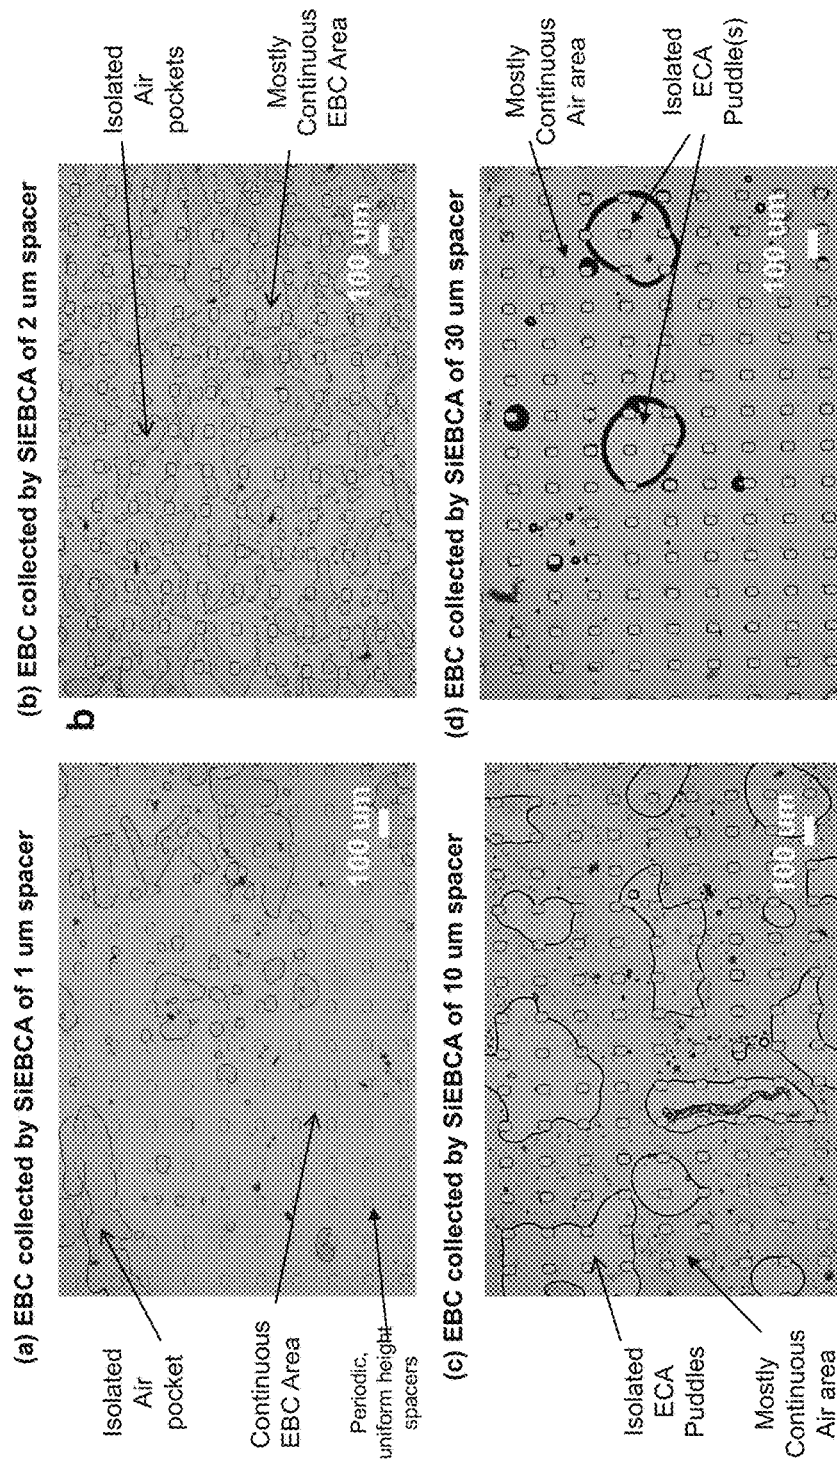 (a) EBC collected by SiEBCA of 1 um spacer
Isolated
Air
pocket
Continuous
EBC Area
Periodic,
uniform height
spacers
100 um
(b) EBC collected by SiEBCA of 2 um spacer
b
Isolated
Air
pockets
Mostly
Continuous
EBC Area
100 um
(c) EBC collected by SiEBCA of 10 um spacer
Isolated
ECA
Puddles
Mostly
Continuous
Air area
100 um
(d) EBC collected by SiEBCA of 30 um spacer
Mostly
Continuous
Air area
Isolated
ECA
Puddle(s)
100 um